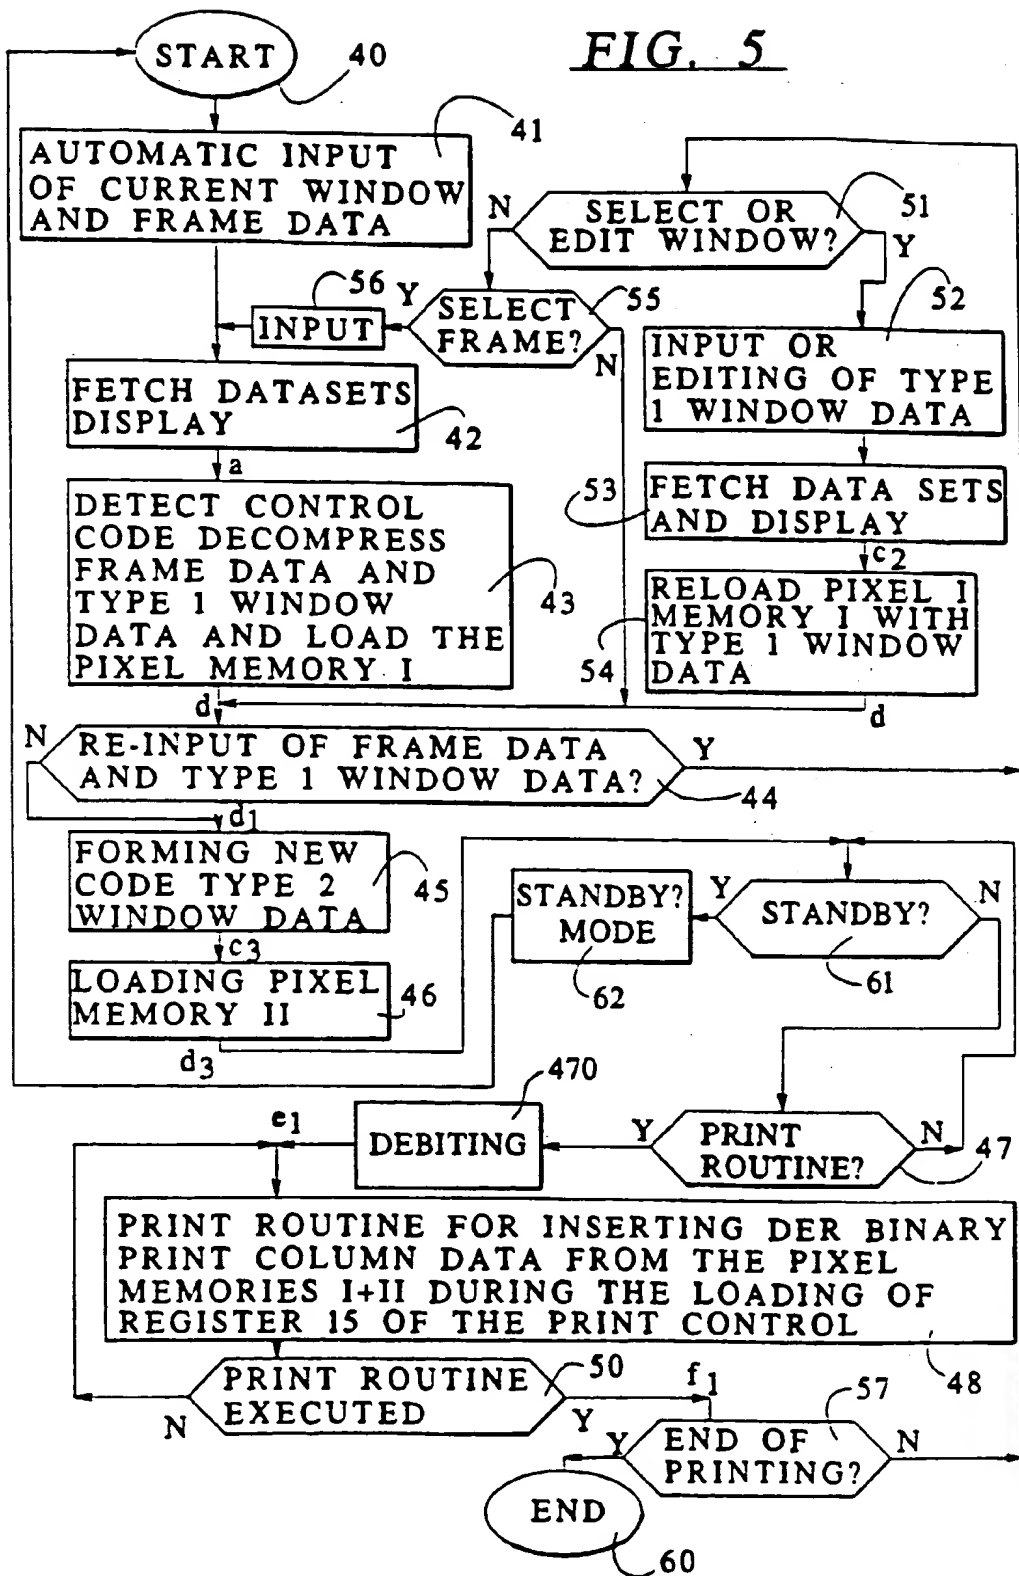 FIG. 5
START
40
41
AUTOMATIC INPUT
OF CURRENT WINDOW
AND FRAME DATA
N
SELECT OR
EDIT WINDOW?
51
Y
56
INPUT
Y
SELECT
FRAME?
55
N
52
INPUT OR
EDITING OF TYPE
1 WINDOW DATA
FETCH DATASETS
DISPLAY
42
a
53
FETCH DATA SETS
AND DISPLAY
c2
DETECT CONTROL
CODE DECOMPRESS
FRAME DATA AND
TYPE 1 WINDOW
DATA AND LOAD THE
PIXEL MEMORY I
43
RELOAD PIXEL I
MEMORY I WITH
TYPE 1 WINDOW
DATA
54
d
d
N
RE-INPUT OF FRAME DATA
AND TYPE 1 WINDOW DATA?
Y
44
d1
FORMING NEW
CODE TYPE 2
WINDOW DATA
45
STANDBY?
MODE
62
Y
STANDBY?
N
61
c3
LOADING PIXEL
MEMORY II
46
d3
470
e1
DEBITING
Y
PRINT
ROUTINE?
N
47
PRINT ROUTINE FOR INSERTING DER BINARY
PRINT COLUMN DATA FROM THE PIXEL
MEMORIES I+II DURING THE LOADING OF
REGISTER 15 OF THE PRINT CONTROL
48
PRINT ROUTINE
EXECUTED
50
N
Y
f1
57
Y
END OF
PRINTING?
N
END
60